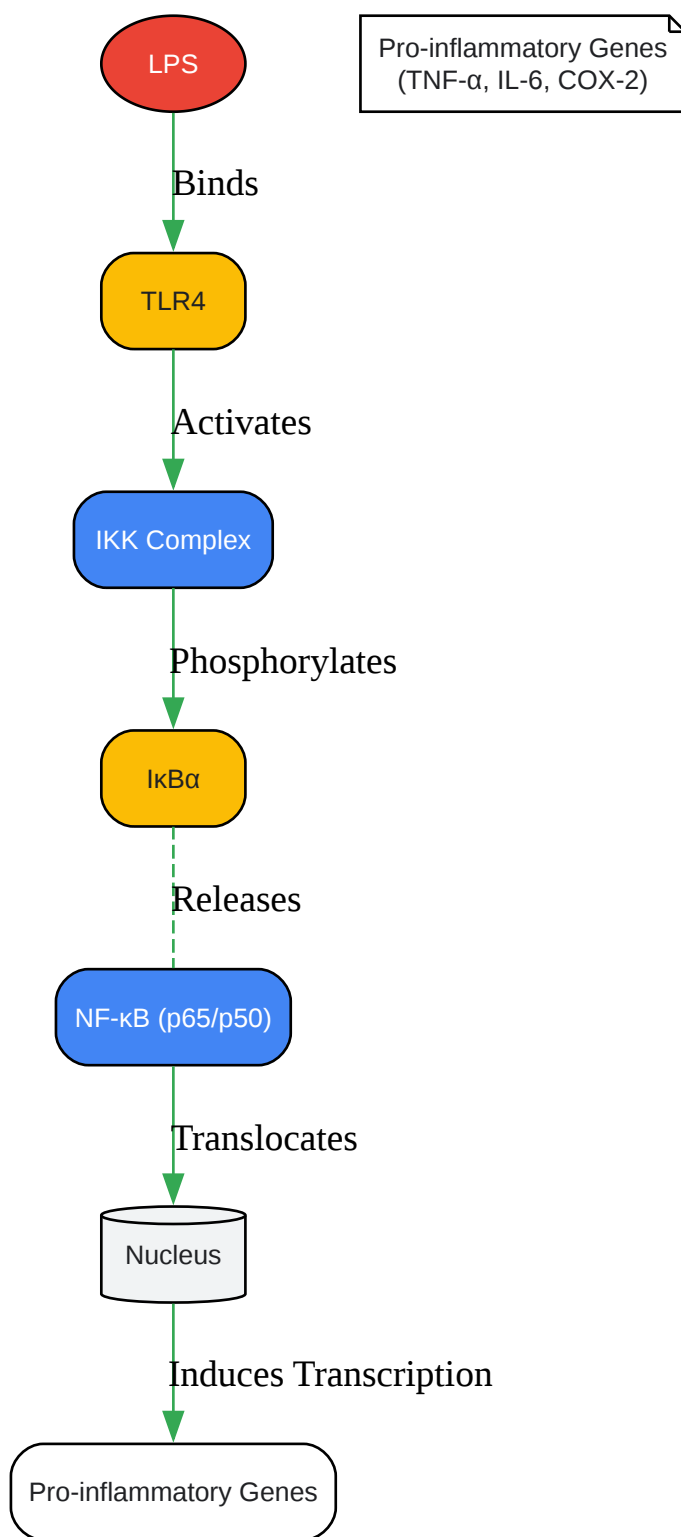 LPS
Pro-inflammatory Genes
(TNF-α, IL-6, COX-2)
Binds
TLR4
Activates
IKK Complex
Phosphorylates
IκBα
Releases
NF-κB (p65/p50)
Translocates
Nucleus
Induces Transcription
Pro-inflammatory Genes